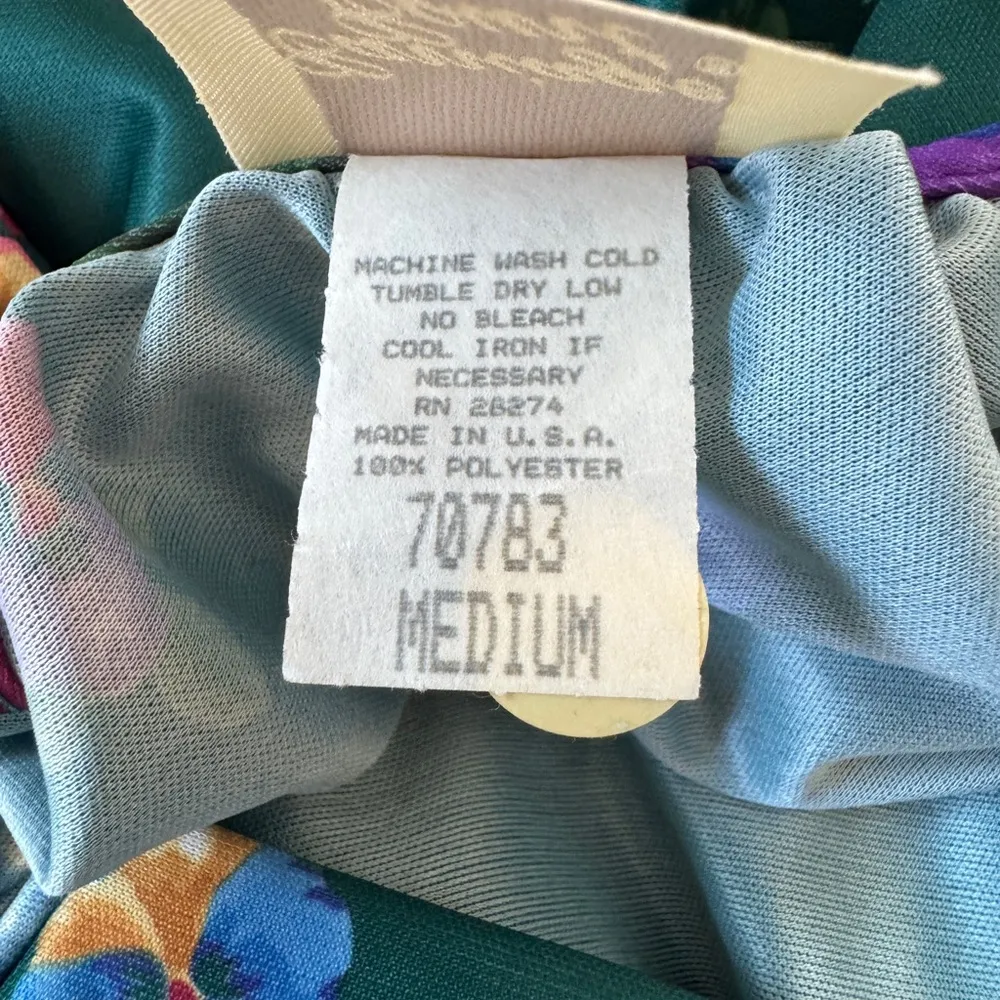 MACHINE WASH COLD
TUMBLE DRY LOW
NO BLEACH
COOL IRON IF
NECESSARY
RN 28274
MADE IN U.S.A.
100% POLYESTER
70783
MEDIUM